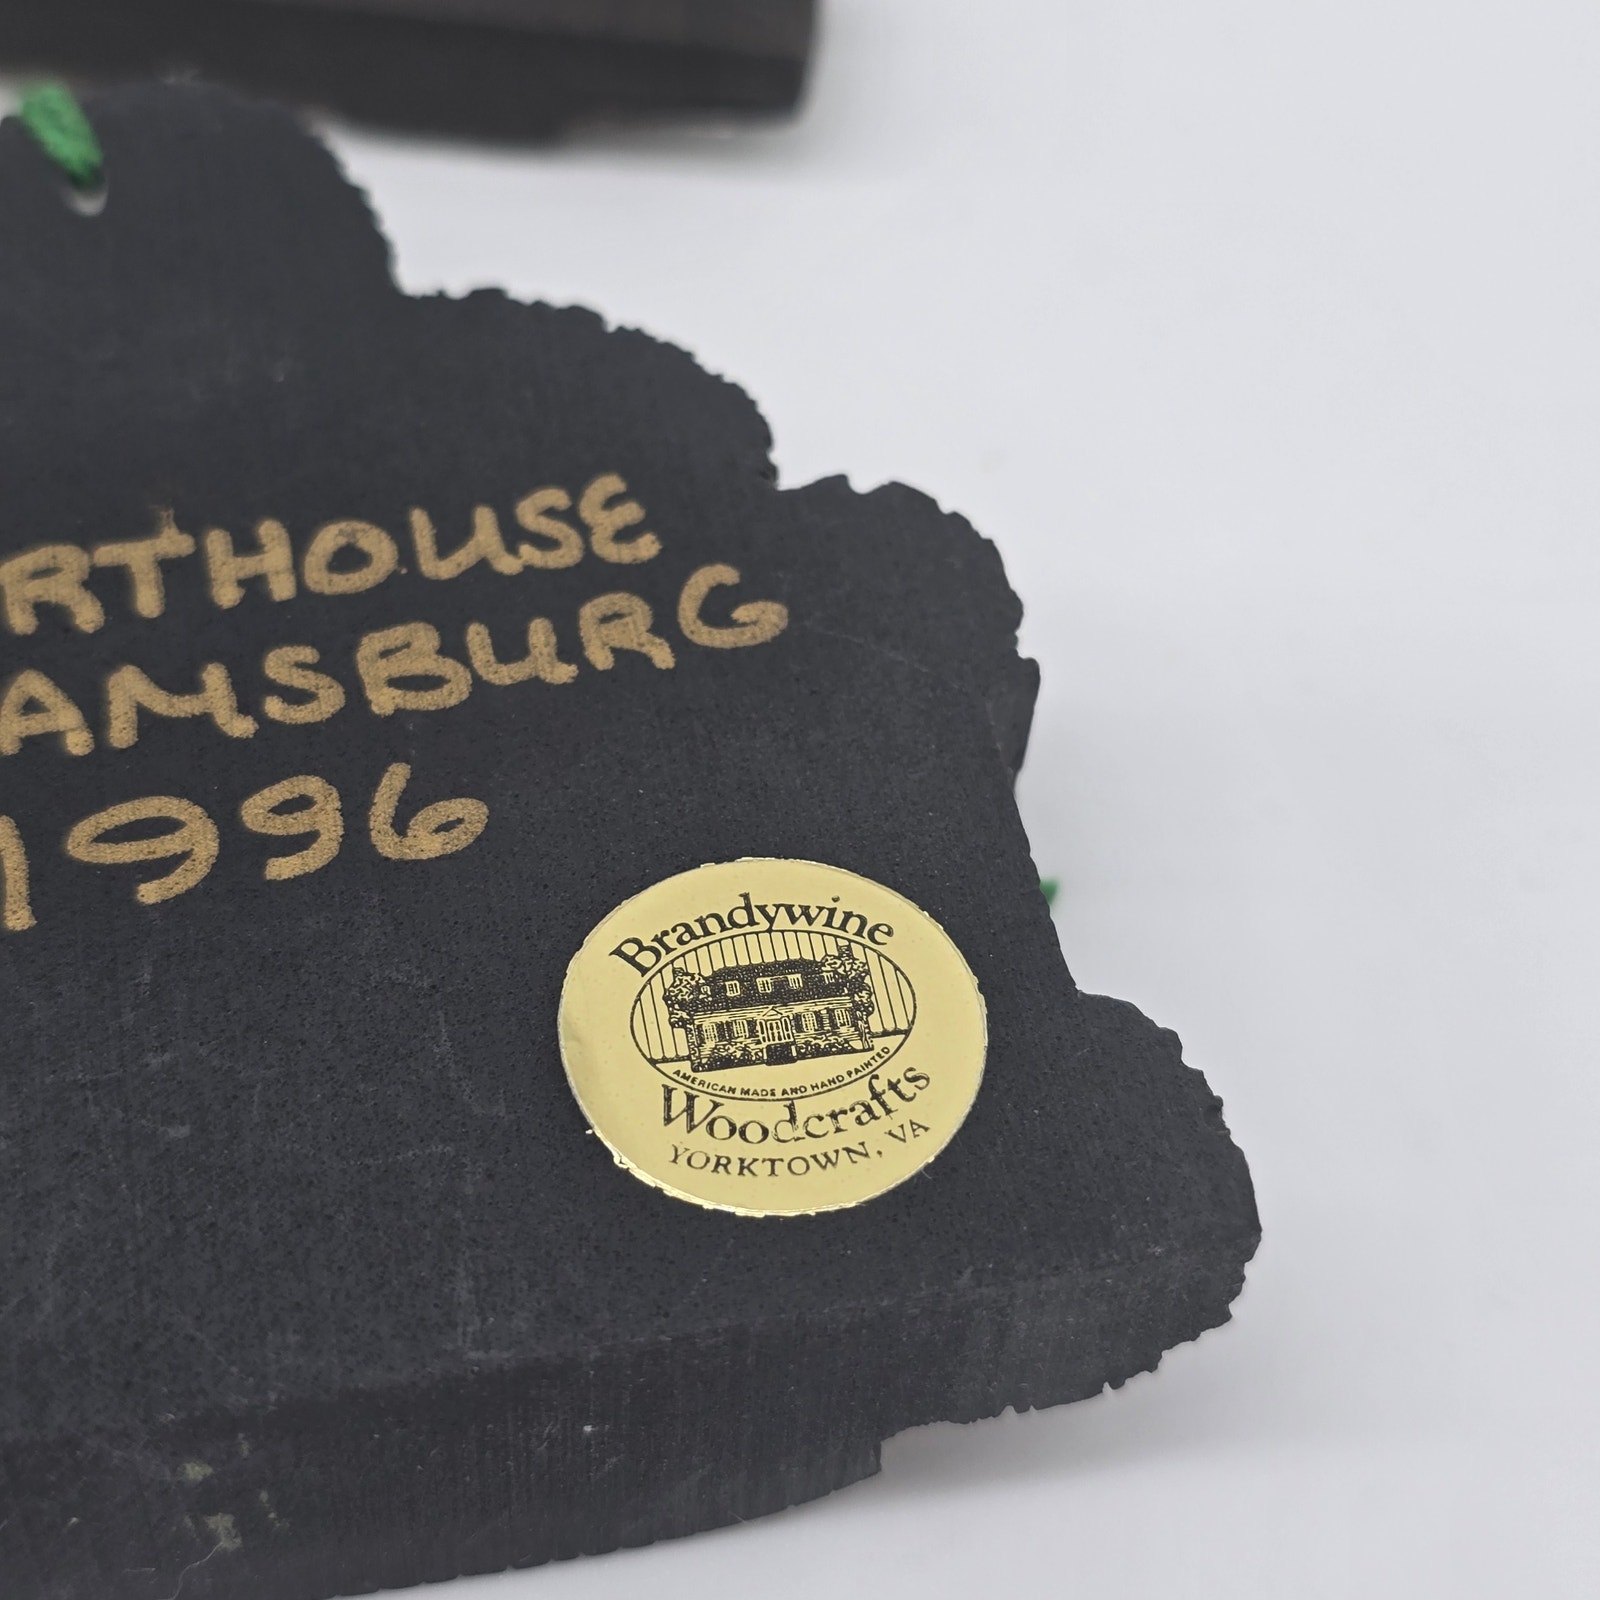 RTHOUSE
AMSBURG
1996
Brandywine
AMERICAN MADE AND HAND PAINTED
Woodcrafts
YORKTOWN, VA